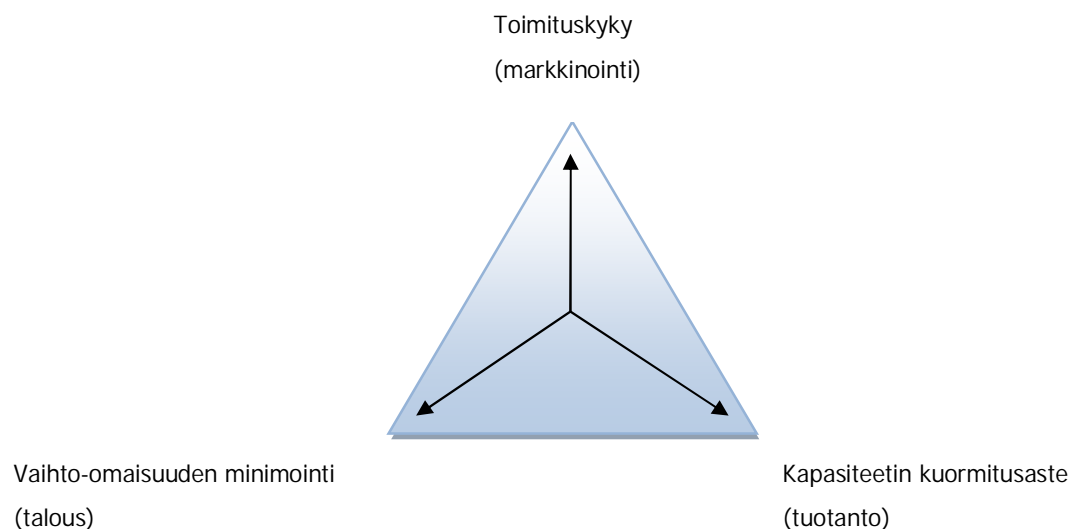 Toimituskyky
(markkinointi)
Vaihto-omaisuuden minimointi
(talous)
Kapasiteetin kuormitusaste
(tuotanto)